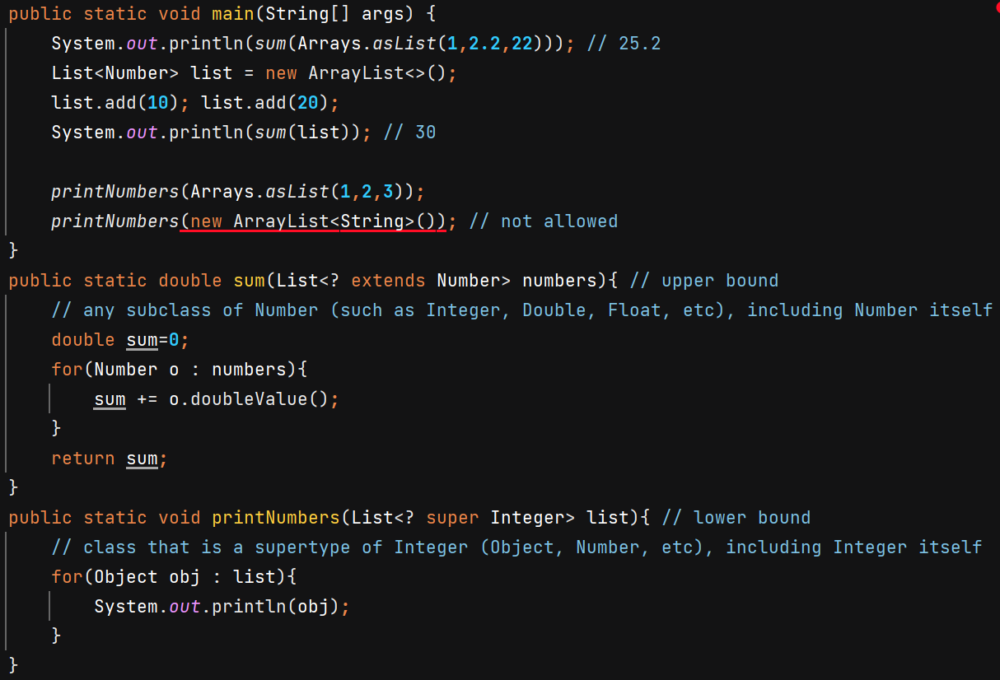 public static void main(String[] args) {
    System.out.println(sum(Arrays.asList(1,2.2,22))); // 25.2
    List<Number> list = new ArrayList<>();
    list.add(10); list.add(20);
    System.out.println(sum(list)); // 30

    printNumbers(Arrays.asList(1,2,3));
    printNumbers(new ArrayList<String>()); // not allowed
}
public static double sum(List<? extends Number> numbers){ // upper bound
    // any subclass of Number (such as Integer, Double, Float, etc), including Number itself
    double sum=0;
    for(Number o : numbers){
        sum += o.doubleValue();
    }
    return sum;
}
public static void printNumbers(List<? super Integer> list){ // lower bound
    // class that is a supertype of Integer (Object, Number, etc), including Integer itself
    for(Object obj : list){
        System.out.println(obj);
    }
}